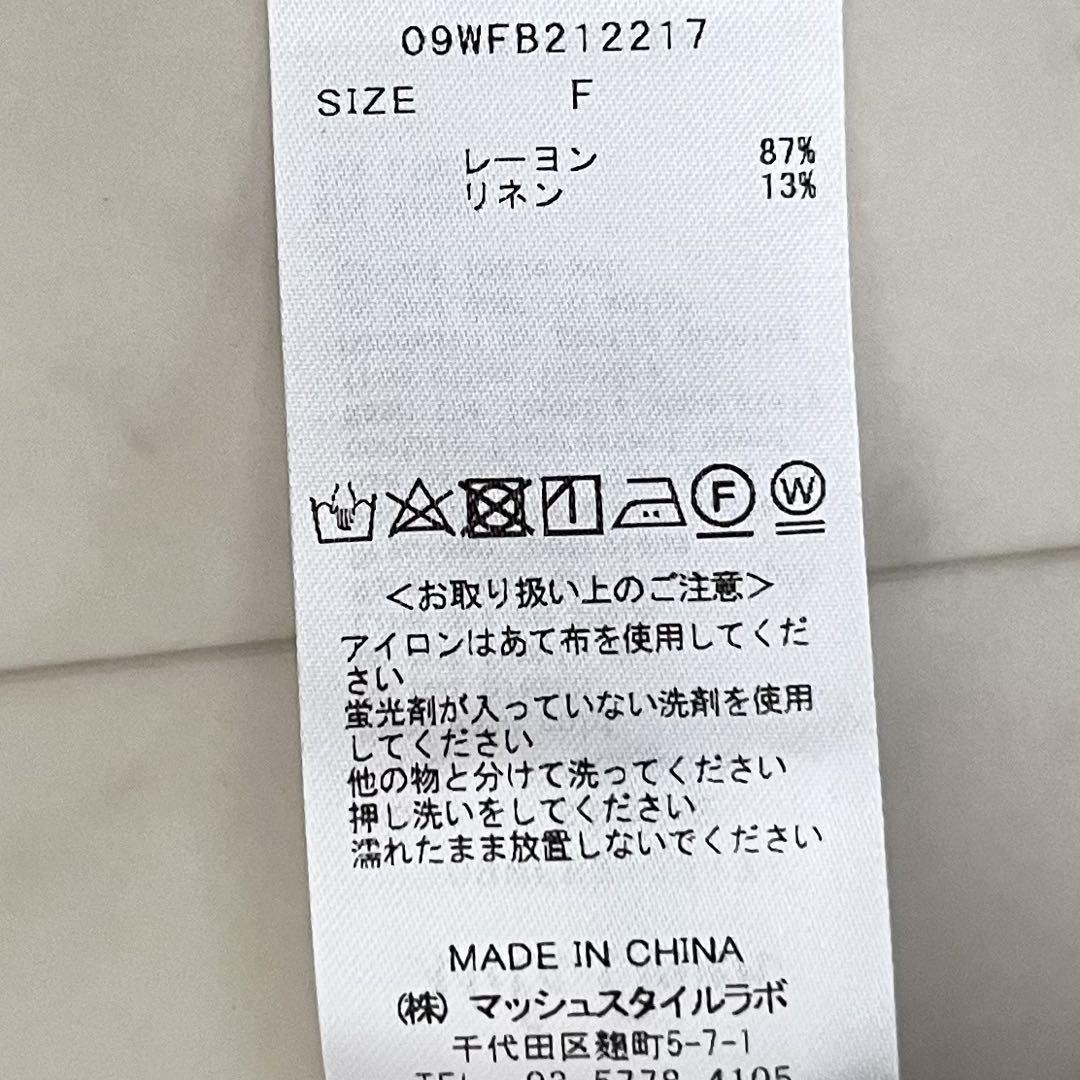 09WFB212217
SIZE F
レーヨン 87%
リネン 13%
F W
<お取り扱い上のご注意>
アイロンはあて布を使用してくだ
さい
蛍光剤が入っていない洗剤を使用
してください
他の物と分けて洗ってください
押し洗いをしてください
濡れたまま放置しないでください
MADE IN CHINA
(株) マッシュスタイルラボ
千代田区麹町5-7-1
TEL 03-5778-4105